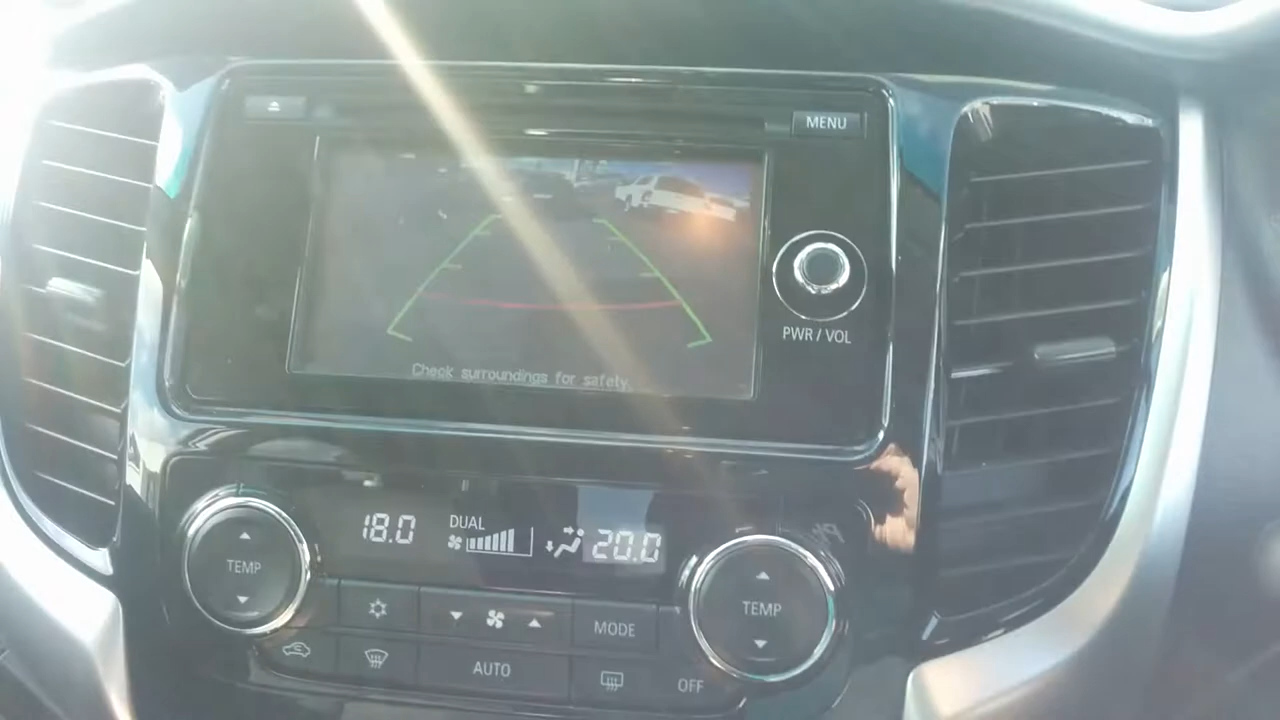 MENU
PWR / VOL
Check surroundings for safety.
18.0
DUAL
20.0
TEMP
TEMP
MODE
AUTO
OFF